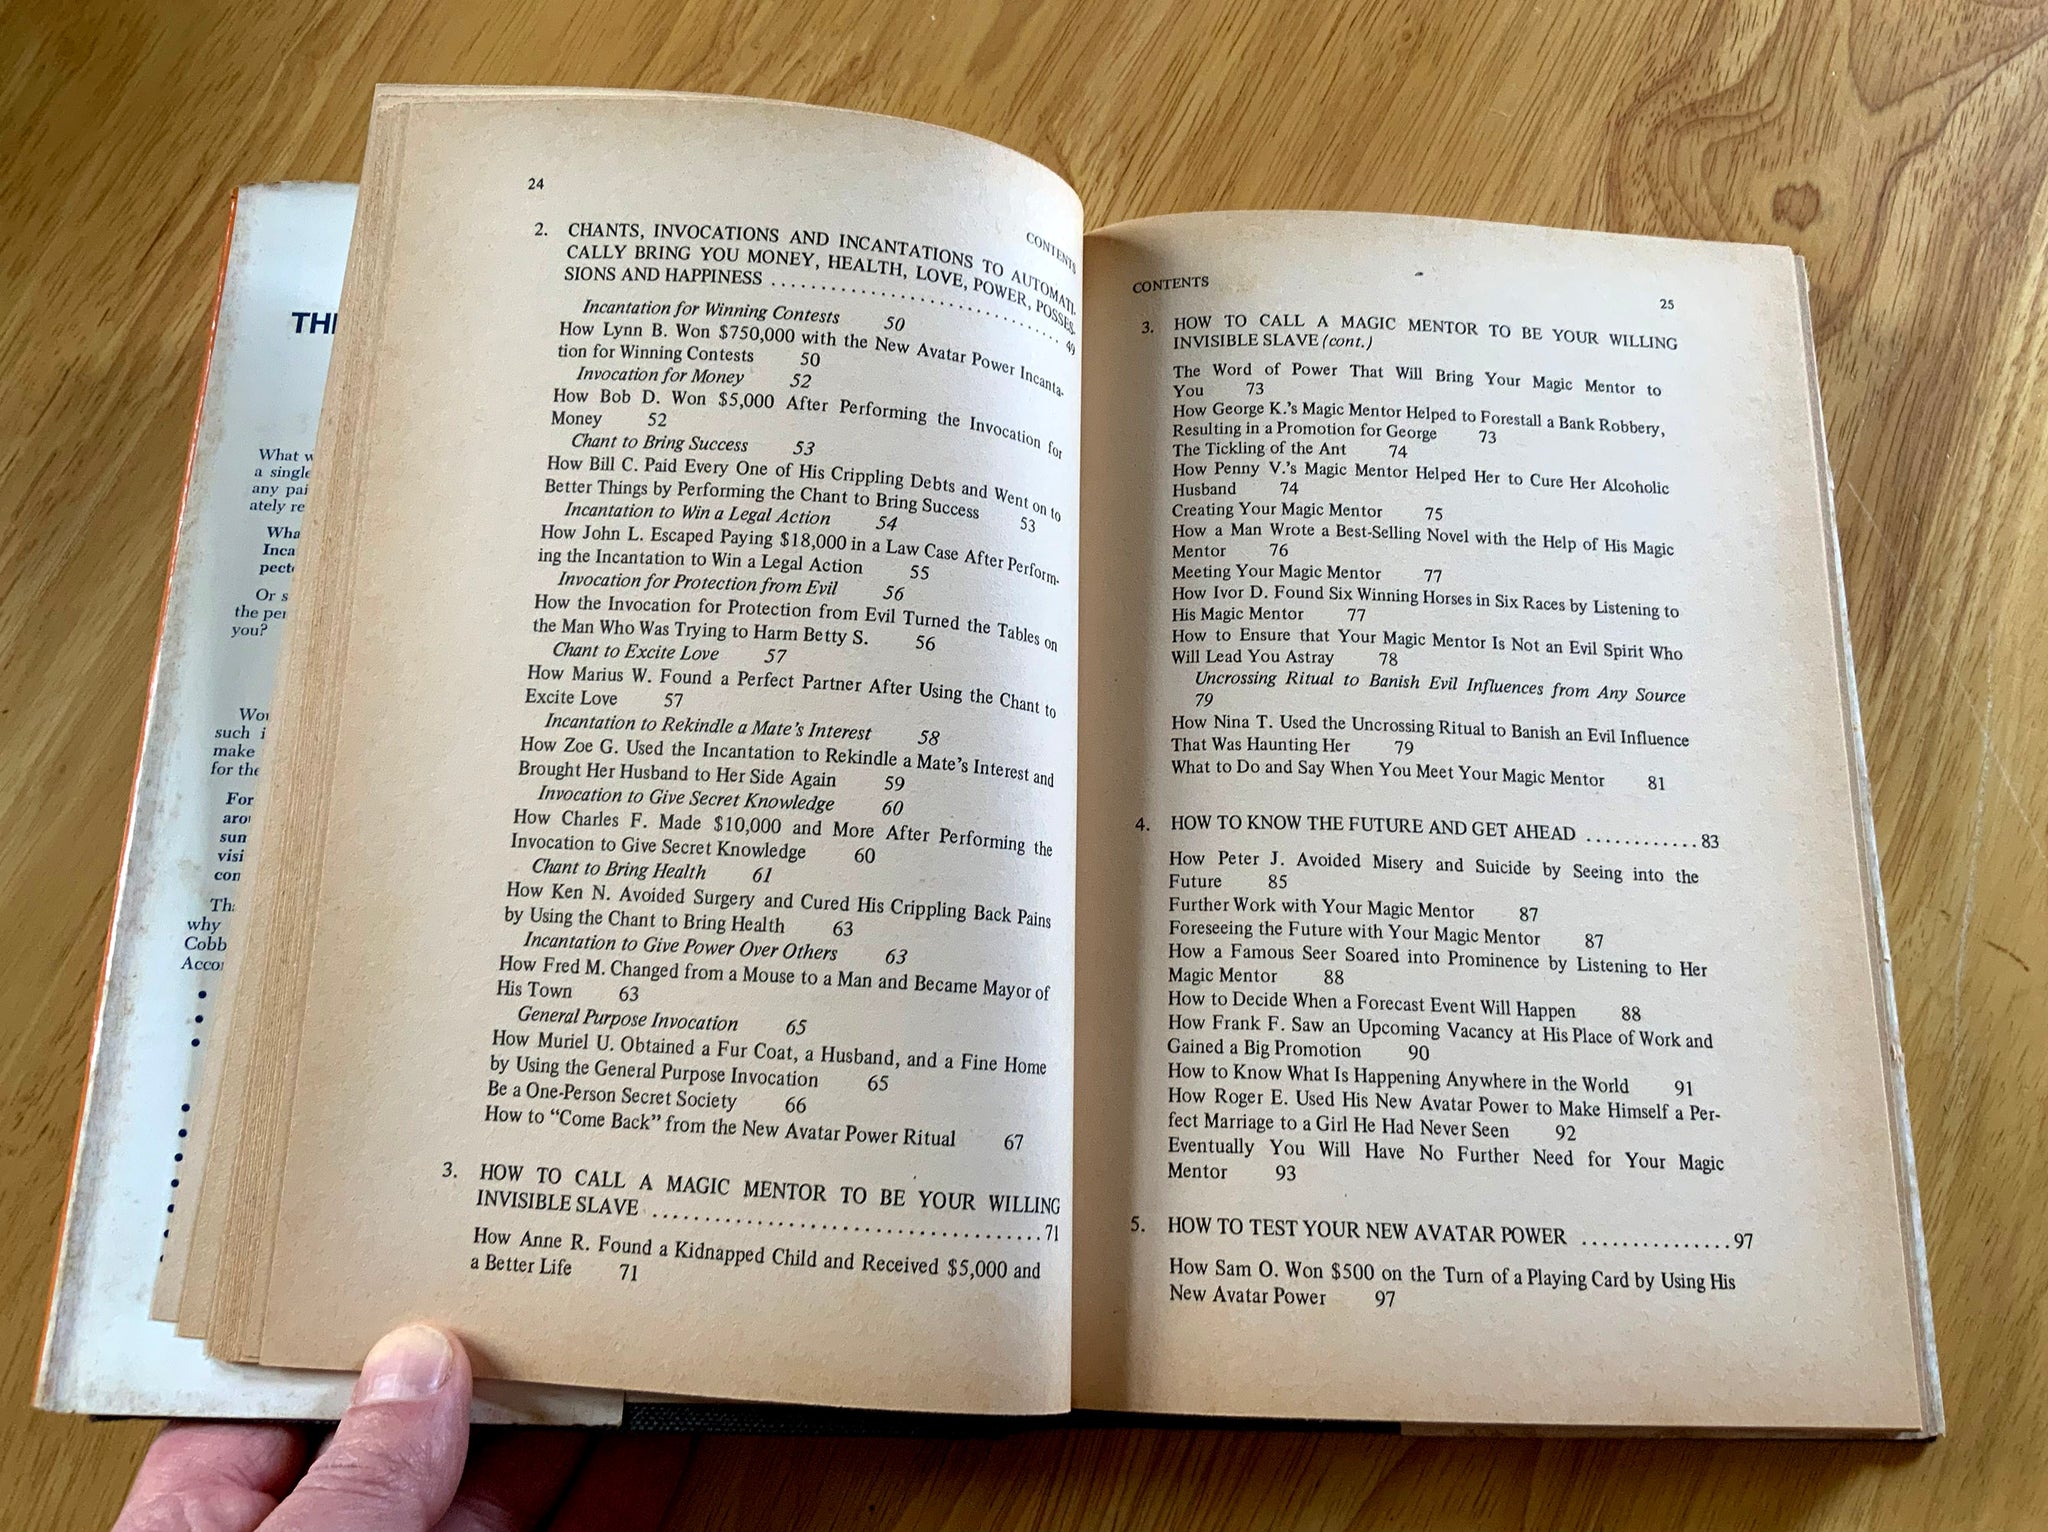 THE
What w
a single
any pai
ately re
Wha
Inca
pect
Or s
the per
you?
Wou
such i
make
for the
For
arou
sun
visi
con
Tha
why
Cobb
Acco
24
CONTENTS
2. CHANTS, INVOCATIONS AND INCANTATIONS TO AUTOMATI-
CALLY BRING YOU MONEY, HEALTH, LOVE, POWER, POSSES-
SIONS AND HAPPINESS .................................. 49
Incantation for Winning Contests 50
How Lynn B. Won $750,000 with the New Avatar Power Incanta-
tion for Winning Contests 50
Invocation for Money 52
How Bob D. Won $5,000 After Performing the Invocation for
Money 52
Chant to Bring Success 53
How Bill C. Paid Every One of His Crippling Debts and Went on to
Better Things by Performing the Chant to Bring Success 53
Incantation to Win a Legal Action 54
How John L. Escaped Paying $18,000 in a Law Case After Perform-
ing the Incantation to Win a Legal Action 55
Invocation for Protection from Evil 56
How the Invocation for Protection from Evil Turned the Tables on
the Man Who Was Trying to Harm Betty S. 56
Chant to Excite Love 57
How Marius W. Found a Perfect Partner After Using the Chant to
Excite Love 57
Incantation to Rekindle a Mate's Interest 58
How Zoe G. Used the Incantation to Rekindle a Mate's Interest and
Brought Her Husband to Her Side Again 59
Invocation to Give Secret Knowledge 60
How Charles F. Made $10,000 and More After Performing the
Invocation to Give Secret Knowledge 60
Chant to Bring Health 61
How Ken N. Avoided Surgery and Cured His Crippling Back Pains
by Using the Chant to Bring Health 63
Incantation to Give Power Over Others 63
How Fred M. Changed from a Mouse to a Man and Became Mayor of
His Town 63
General Purpose Invocation 65
How Muriel U. Obtained a Fur Coat, a Husband, and a Fine Home
by Using the General Purpose Invocation 65
Be a One-Person Secret Society 66
How to "Come Back" from the New Avatar Power Ritual 67
3. HOW TO CALL A MAGIC MENTOR TO BE YOUR WILLING
INVISIBLE SLAVE ...................................... 71
How Anne R. Found a Kidnapped Child and Received $5,000 and
a Better Life 71
CONTENTS
25
3. HOW TO CALL A MAGIC MENTOR TO BE YOUR WILLING
INVISIBLE SLAVE (cont.)
The Word of Power That Will Bring Your Magic Mentor to
You 73
How George K.'s Magic Mentor Helped to Forestall a Bank Robbery,
Resulting in a Promotion for George 73
The Tickling of the Ant 74
How Penny V.'s Magic Mentor Helped Her to Cure Her Alcoholic
Husband 74
Creating Your Magic Mentor 75
How a Man Wrote a Best-Selling Novel with the Help of His Magic
Mentor 76
Meeting Your Magic Mentor 77
How Ivor D. Found Six Winning Horses in Six Races by Listening to
His Magic Mentor 77
How to Ensure that Your Magic Mentor Is Not an Evil Spirit Who
Will Lead You Astray 78
Uncrossing Ritual to Banish Evil Influences from Any Source
79
How Nina T. Used the Uncrossing Ritual to Banish an Evil Influence
That Was Haunting Her 79
What to Do and Say When You Meet Your Magic Mentor 81
4. HOW TO KNOW THE FUTURE AND GET AHEAD ............ 83
How Peter J. Avoided Misery and Suicide by Seeing into the
Future 85
Further Work with Your Magic Mentor 87
Foreseeing the Future with Your Magic Mentor 87
How a Famous Seer Soared into Prominence by Listening to Her
Magic Mentor 88
How to Decide When a Forecast Event Will Happen 88
How Frank F. Saw an Upcoming Vacancy at His Place of Work and
Gained a Big Promotion 90
How to Know What Is Happening Anywhere in the World 91
How Roger E. Used His New Avatar Power to Make Himself a Per-
fect Marriage to a Girl He Had Never Seen 92
Eventually You Will Have No Further Need for Your Magic
Mentor 93
5. HOW TO TEST YOUR NEW AVATAR POWER ............... 97
How Sam O. Won $500 on the Turn of a Playing Card by Using His
New Avatar Power 97